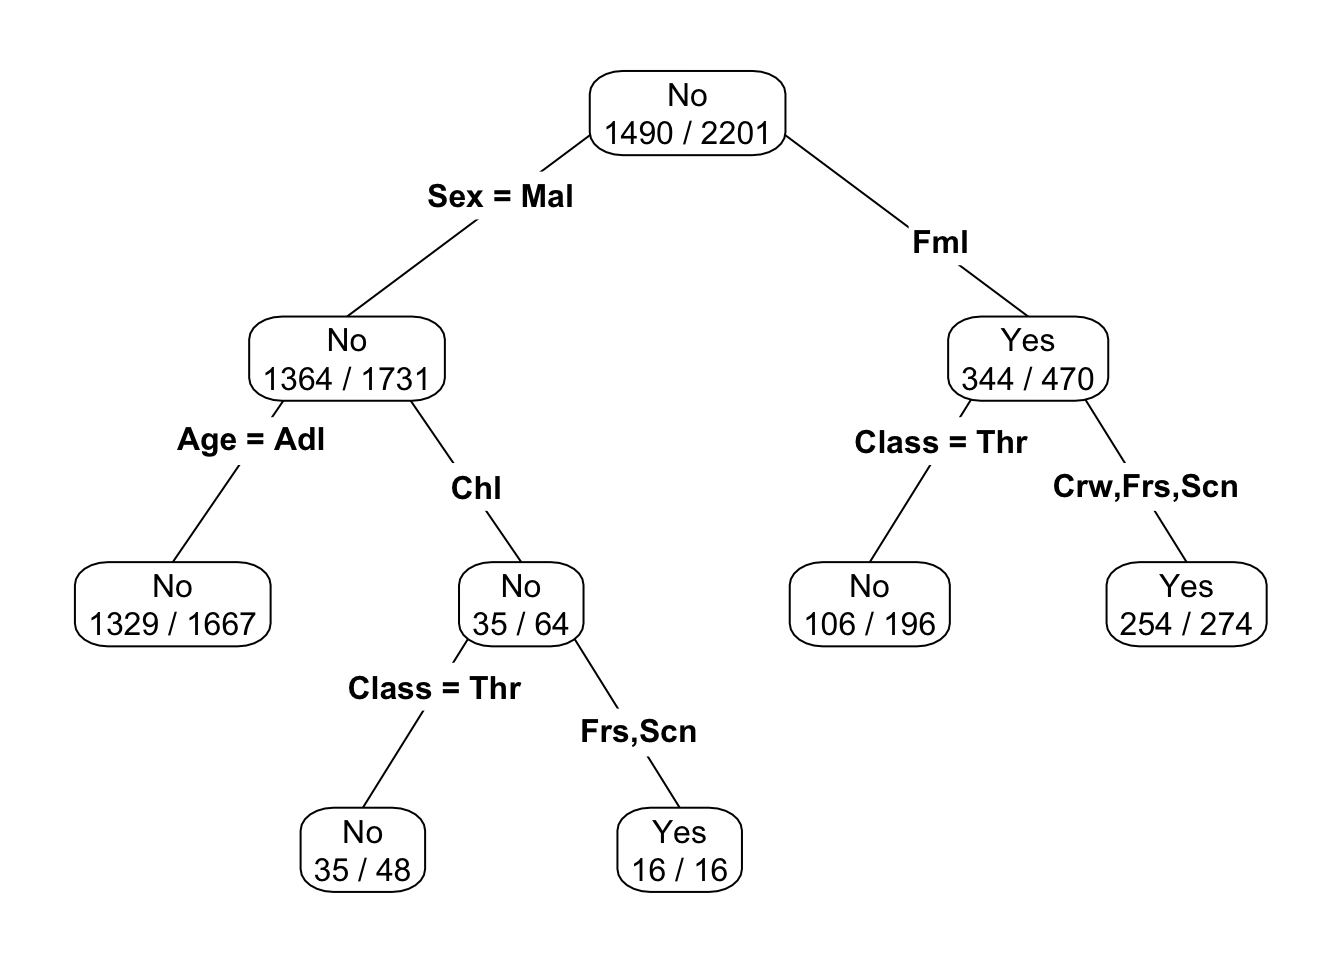 No
1490 / 2201
Sex = Mal
Fml
No
1364 / 1731
Yes
344 / 470
Age = Adl
Chl
Class = Thr
Crw,Frs,Scn
No
1329 / 1667
No
35 / 64
No
106 / 196
Yes
254 / 274
Class = Thr
Frs,Scn
No
35 / 48
Yes
16 / 16